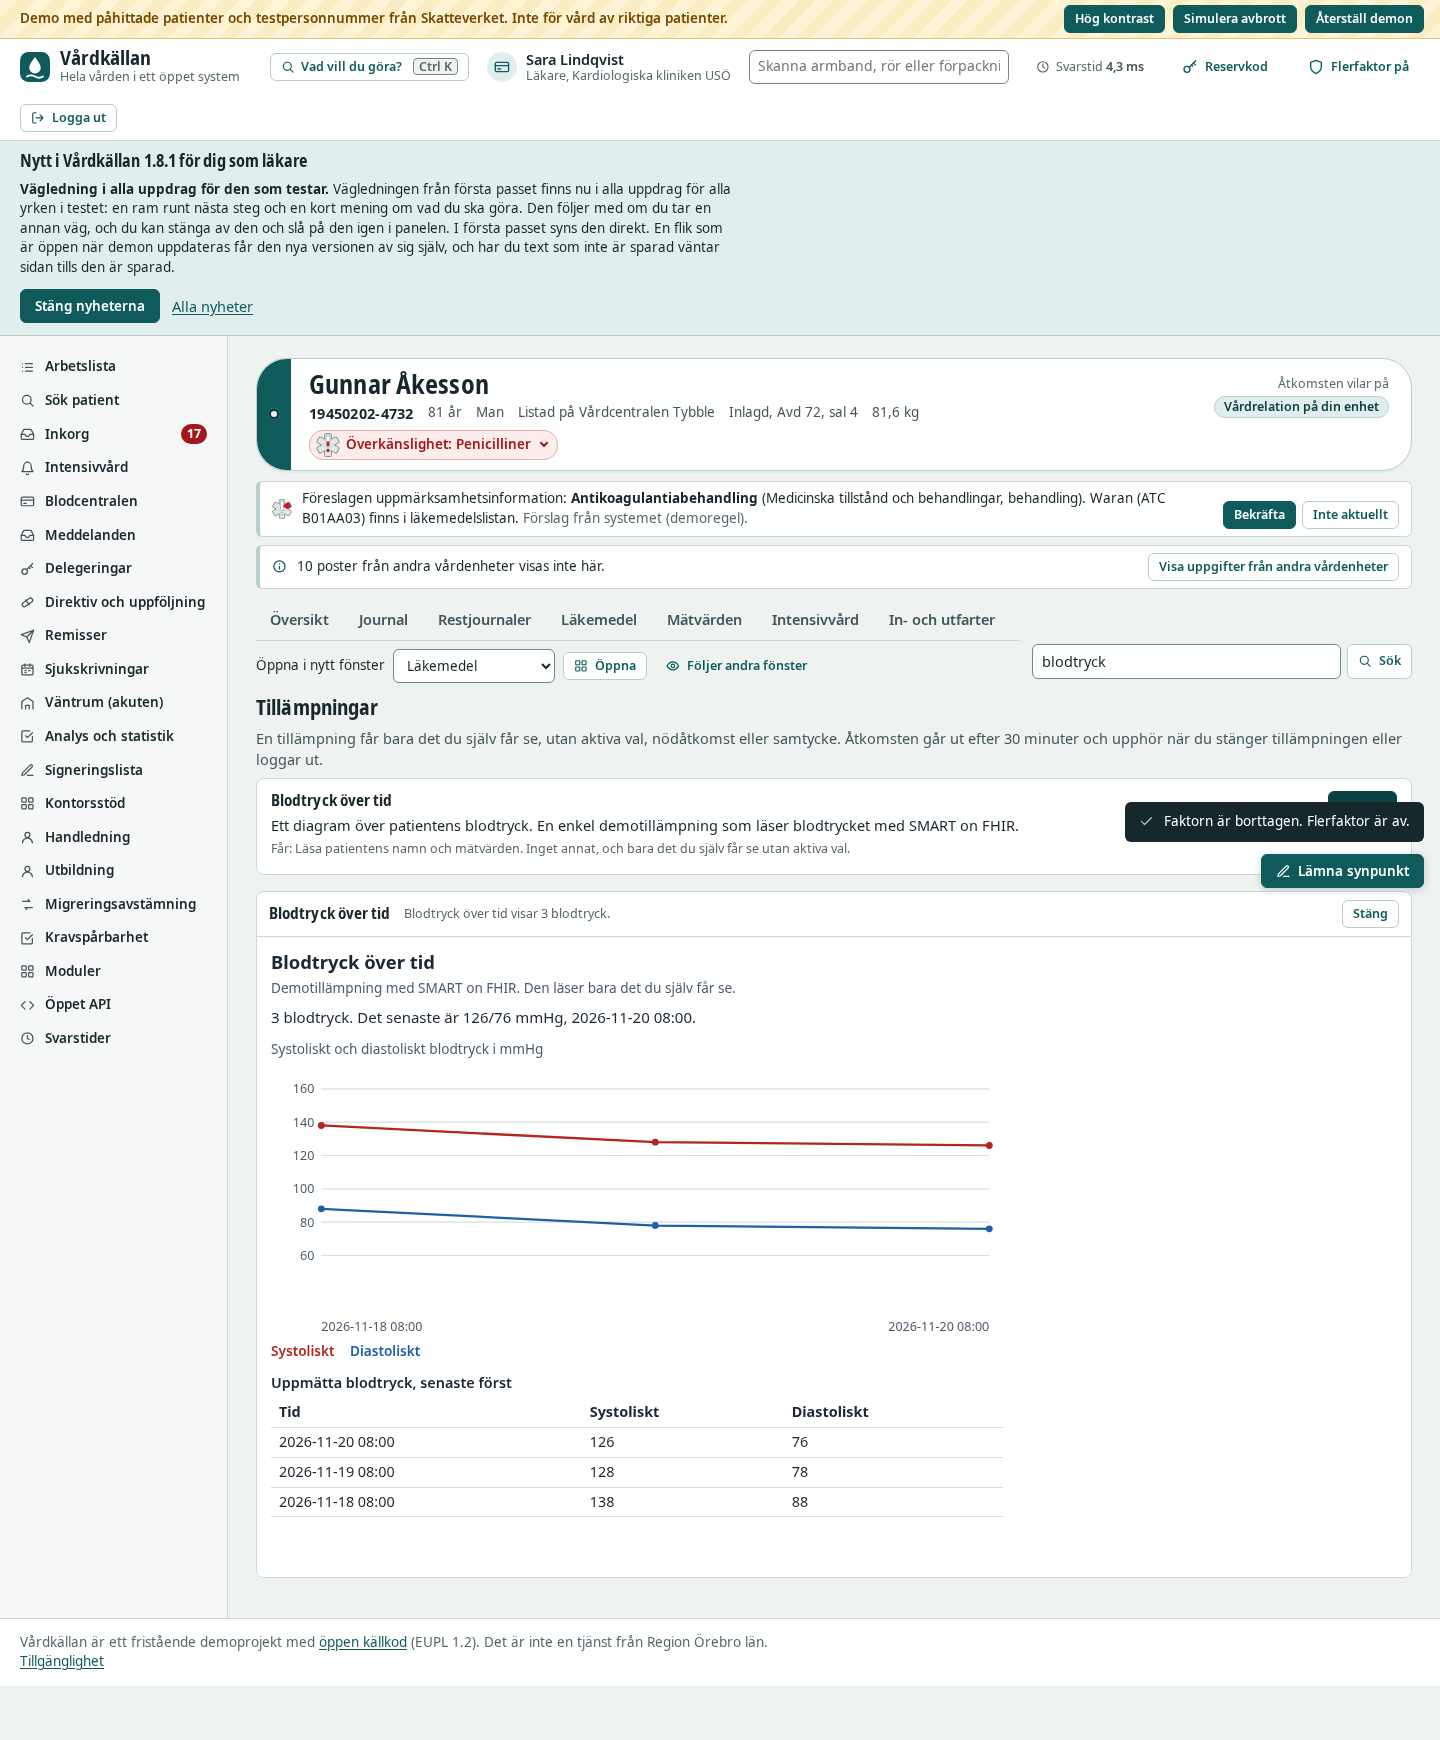 Demo med påhittade patienter och testpersonnummer från Skatteverket. Inte för vård av riktiga patienter.
Hög kontrast
Simulera avbrott
Återställ demon
Vårdkällan
Hela vården i ett öppet system
Vad vill du göra? Ctrl K
Sara Lindqvist
Läkare, Kardiologiska kliniken USÖ
Skanna armband, rör eller förpackni
Svarstid 4,3 ms
Reservkod
Flerfaktor på
Logga ut
Nytt i Vårdkällan 1.8.1 för dig som läkare
Vägledning i alla uppdrag för den som testar. Vägledningen från första passet finns nu i alla uppdrag för alla
yrken i testet: en ram runt nästa steg och en kort mening om vad du ska göra. Den följer med om du tar en
annan väg, och du kan stänga av den och slå på den igen i panelen. I första passet syns den direkt. En flik som
är öppen när demon uppdateras får den nya versionen av sig själv, och har du text som inte är sparad väntar
sidan tills den är sparad.
Stäng nyheterna
Alla nyheter
Arbetslista
Sök patient
Inkorg 17
Intensivvård
Blodcentralen
Meddelanden
Delegeringar
Direktiv och uppföljning
Remisser
Sjukskrivningar
Väntrum (akuten)
Analys och statistik
Signeringslista
Kontorsstöd
Handledning
Utbildning
Migreringsavstämning
Kravspårbarhet
Moduler
Öppet API
Svarstider
Gunnar Åkesson
19450202-4732 81 år Man Listad på Vårdcentralen Tybble Inlagd, Avd 72, sal 4 81,6 kg
Överkänslighet: Penicilliner
Åtkomsten vilar på
Vårdrelation på din enhet
Föreslagen uppmärksamhetsinformation: Antikoagulantiabehandling (Medicinska tillstånd och behandlingar, behandling). Waran (ATC
B01AA03) finns i läkemedelslistan. Förslag från systemet (demoregel).
Bekräfta
Inte aktuellt
10 poster från andra vårdenheter visas inte här.
Visa uppgifter från andra vårdenheter
Översikt
Journal
Restjournaler
Läkemedel
Mätvärden
Intensivvård
In- och utfarter
Öppna i nytt fönster
Läkemedel
Öppna
Följer andra fönster
blodtryck
Sök
Tillämpningar
En tillämpning får bara det du själv får se, utan aktiva val, nödåtkomst eller samtycke. Åtkomsten går ut efter 30 minuter och upphör när du stänger tillämpningen eller
loggar ut.
Blodtryck över tid
Ett diagram över patientens blodtryck. En enkel demotillämpning som läser blodtrycket med SMART on FHIR.
Får: Läsa patientens namn och mätvärden. Inget annat, och bara det du själv får se utan aktiva val.
Faktorn är borttagen. Flerfaktor är av.
Lämna synpunkt
Blodtryck över tid
Blodtryck över tid visar 3 blodtryck.
Stäng
Blodtryck över tid
Demotillämpning med SMART on FHIR. Den läser bara det du själv får se.
3 blodtryck. Det senaste är 126/76 mmHg, 2026-11-20 08:00.
Systoliskt och diastoliskt blodtryck i mmHg
160
140
120
100
80
60
2026-11-18 08:00
2026-11-20 08:00
Systoliskt Diastoliskt
Uppmätta blodtryck, senaste först
Tid Systoliskt Diastoliskt
2026-11-20 08:00 126 76
2026-11-19 08:00 128 78
2026-11-18 08:00 138 88
Vårdkällan är ett fristående demoprojekt med öppen källkod (EUPL 1.2). Det är inte en tjänst från Region Örebro län.
Tillgänglighet